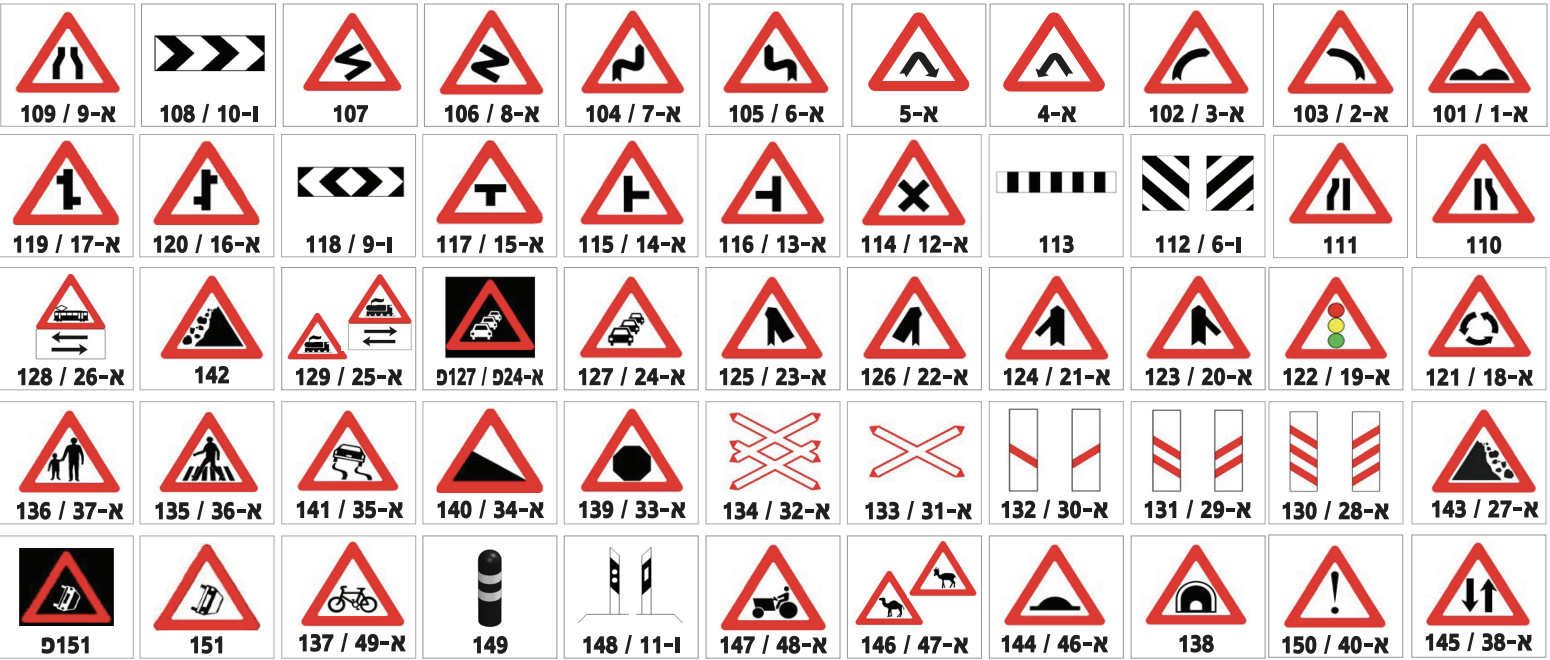 א-1 / 101
א-2 / 103
א-3 / 102
א-4
א-5
א-6 / 105
א-7 / 104
א-8 / 106
107
ו-10 / 108
א-9 / 109
110
111
ו-6 / 112
113
א-12 / 114
א-13 / 116
א-14 / 115
א-15 / 117
ו-9 / 118
א-16 / 120
א-17 / 119
א-18 / 121
א-19 / 122
א-20 / 123
א-21 / 124
א-22 / 126
א-23 / 125
א-24 / 127
א-24פ / 127פ
א-25 / 129
142
א-26 / 128
א-27 / 143
א-28 / 130
א-29 / 131
א-30 / 132
א-31 / 133
א-32 / 134
א-33 / 139
א-34 / 140
א-35 / 141
א-36 / 135
א-37 / 136
א-38 / 145
א-40 / 150
138
א-46 / 144
א-47 / 146
א-48 / 147
ו-11 / 148
149
א-49 / 137
151
151פ